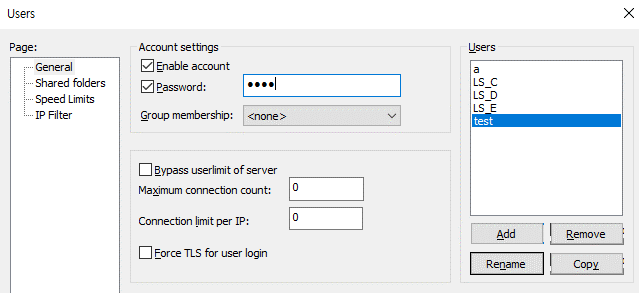 Users
Page:
General
Shared folders
Speed Limits
IP Filter
Account settings
Enable account
Password: ●●●●
Group membership: <none>
Bypass userlimit of server
Maximum connection count: 0
Connection limit per IP: 0
Force TLS for user login
Users
a
LS_C
LS_D
LS_E
test
Add Remove
Rename Copy